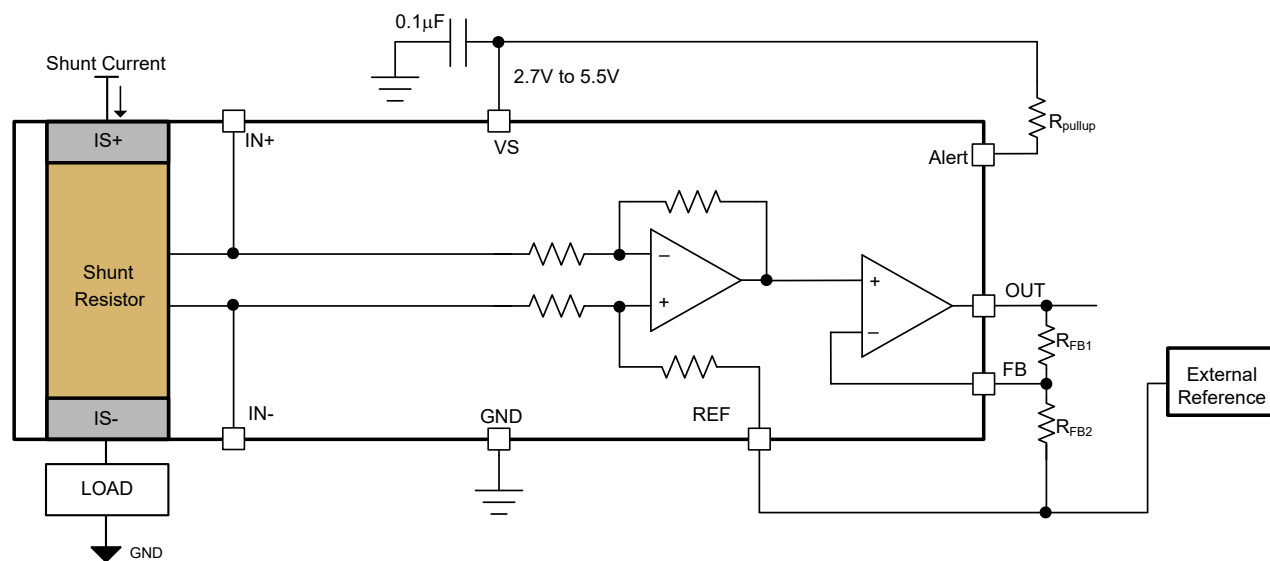 0.1μF
Shunt Current
2.7V to 5.5V
IS+
IN+
VS
Rpullup
Alert
−
+
+
−
Shunt
Resistor
OUT
RFB1
FB
External
Reference
IS-
IN-
GND
REF
RFB2
LOAD
GND